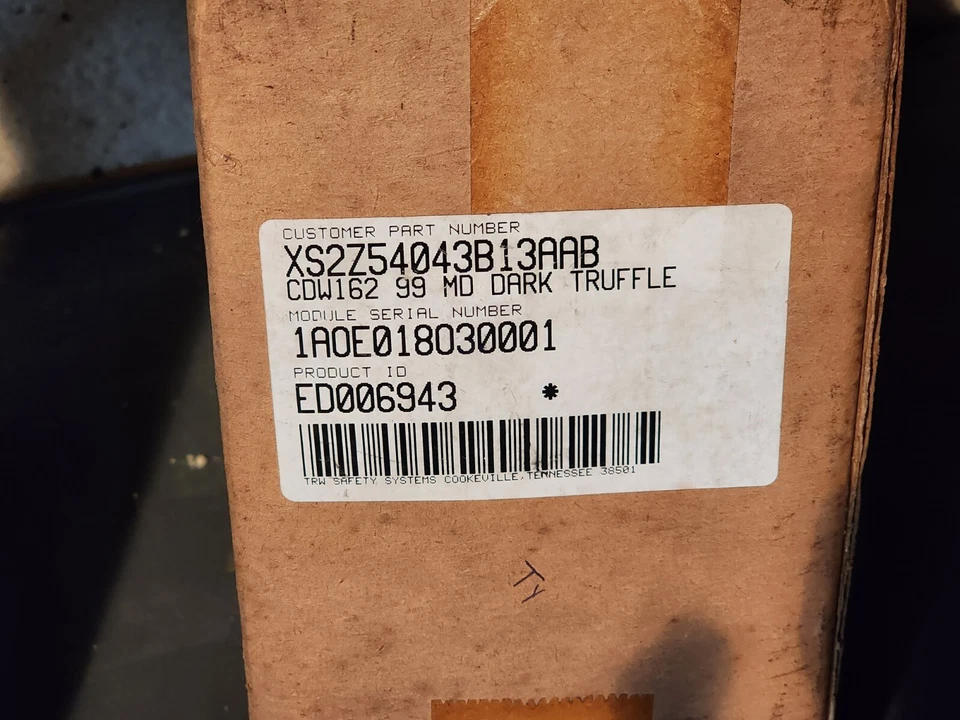 CUSTOMER PART NUMBER
XS2Z54043B13AAB
CDW162 99 MD DARK TRUFFLE
MODULE SERIAL NUMBER
1A0E018030001
PRODUCT ID
ED006943 *
TRW SAFETY SYSTEMS COOKEVILLE, TENNESSEE 38501
TY